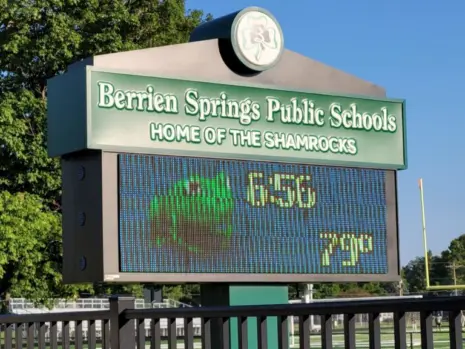 Berrien Springs Public Schools
HOME OF THE SHAMROCKS
6:56
79°